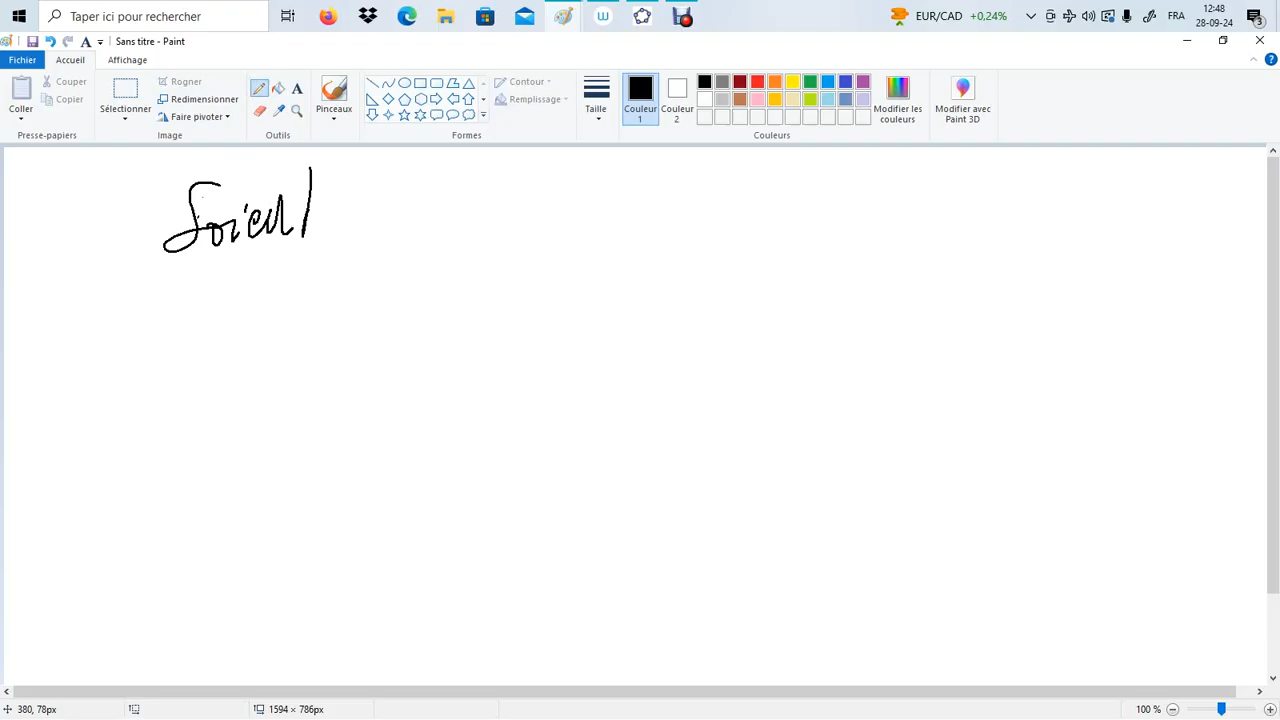 Taper ici pour rechercher
EUR/CAD +0,24%
FRA
12:48
28-09-24
3
Sans titre - Paint
Fichier
Accueil
Affichage
Coller
Couper
Copier
Presse-papiers
Sélectionner
Rogner
Redimensionner
Faire pivoter
Image
Outils
Pinceaux
Formes
Contour
Remplissage
Taille
Couleur 1
Couleur 2
Couleurs
Modifier les couleurs
Modifier avec Paint 3D
Soient
380, 78px
1594 × 786px
100 %